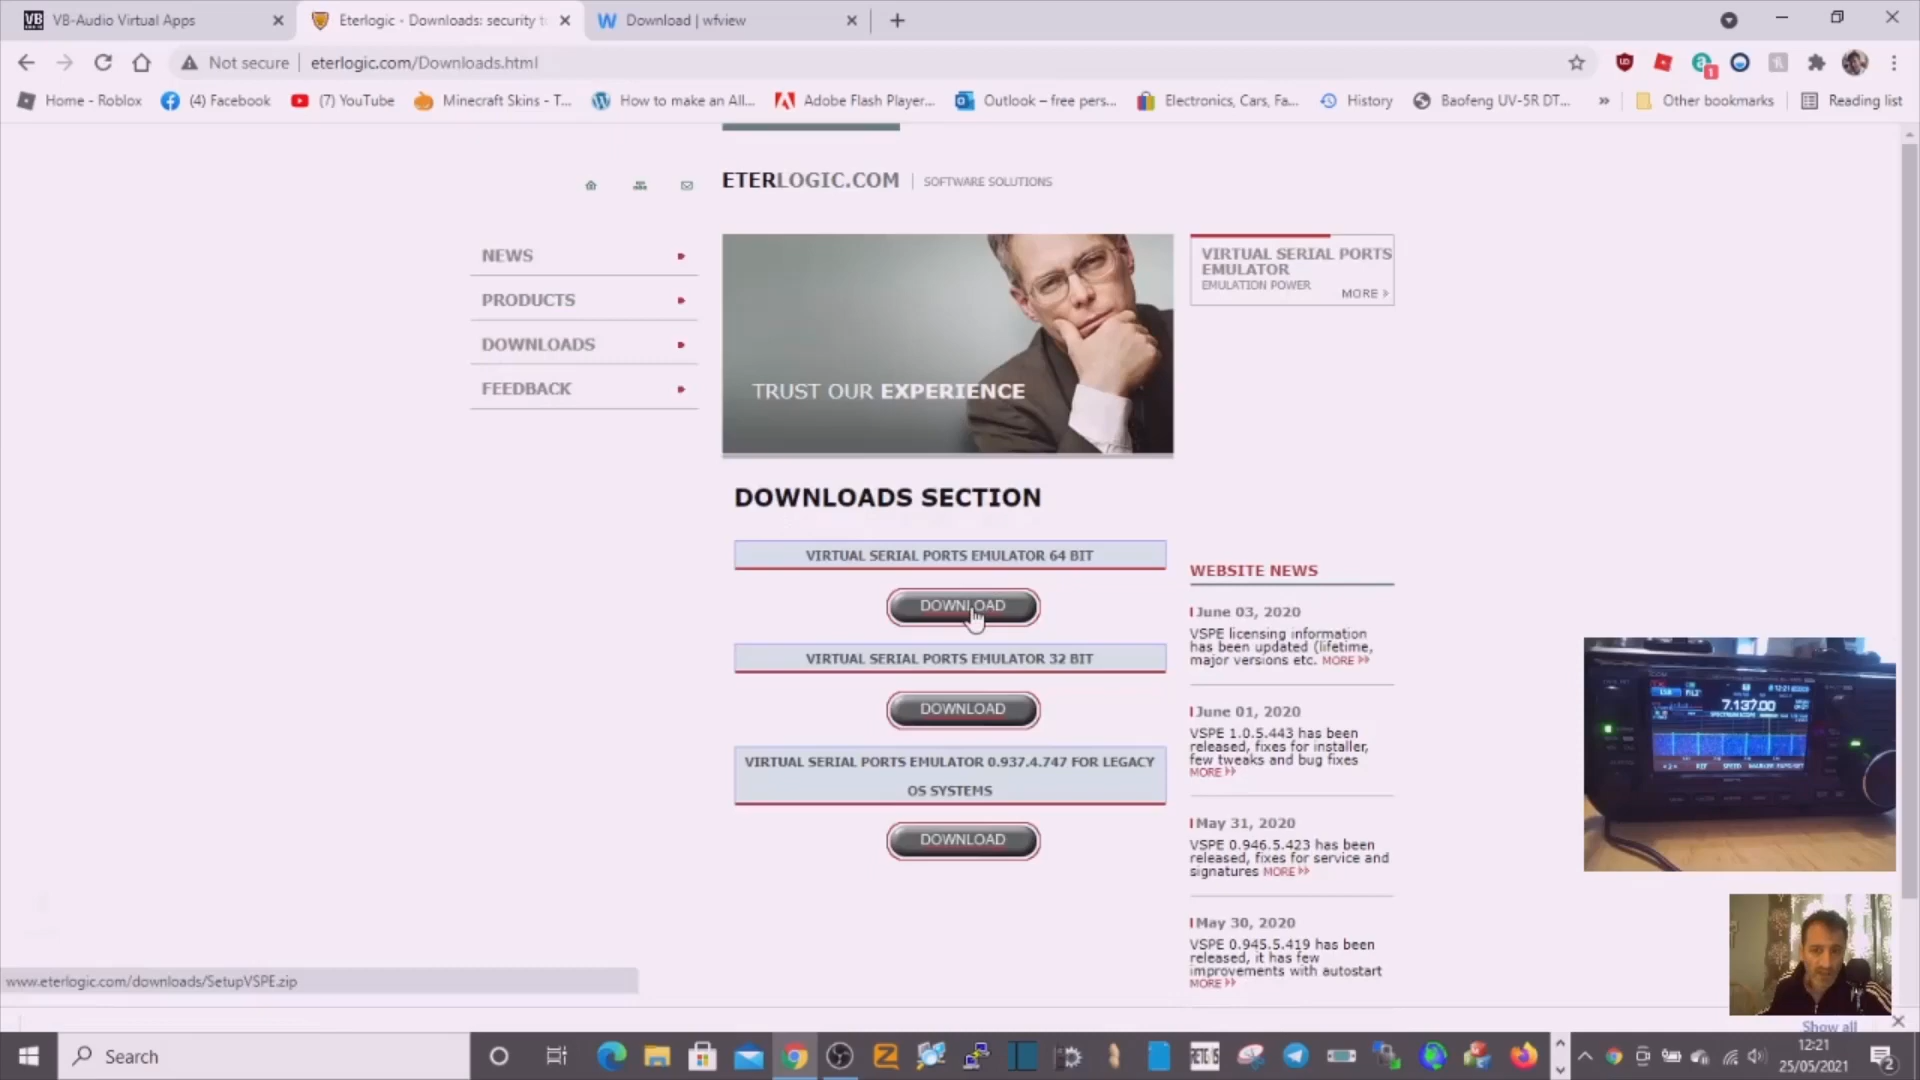 VB-Audio Virtual Apps
Eterlogic - Downloads: security t
Download | wfview
Not secure
eterlogic.com/Downloads.html
Home - Roblox
(4) Facebook
(7) YouTube
Minecraft Skins - T...
How to make an All...
Adobe Flash Player...
Outlook – free pers...
Electronics, Cars, Fa...
History
Baofeng UV-5R DT...
Other bookmarks
Reading list
ETERLOGIC.COM
SOFTWARE SOLUTIONS
NEWS
PRODUCTS
DOWNLOADS
FEEDBACK
TRUST OUR EXPERIENCE
VIRTUAL SERIAL PORTS
EMULATOR
EMULATION POWER
MORE
DOWNLOADS SECTION
VIRTUAL SERIAL PORTS EMULATOR 64 BIT
DOWNLOAD
VIRTUAL SERIAL PORTS EMULATOR 32 BIT
DOWNLOAD
VIRTUAL SERIAL PORTS EMULATOR 0.937.4.747 FOR LEGACY
OS SYSTEMS
DOWNLOAD
WEBSITE NEWS
June 03, 2020
VSPE licensing information
has been updated (lifetime,
major versions etc. MORE
June 01, 2020
VSPE 1.0.5.443 has been
released, fixes for installer,
few tweaks and bug fixes
MORE
May 31, 2020
VSPE 0.946.5.423 has been
released, fixes for service and
signatures MORE
May 30, 2020
VSPE 0.945.5.419 has been
released, it has few
improvements with autostart
MORE
7.137.00
www.eterlogic.com/downloads/SetupVSPE.zip
Show all
Search
12:21
25/05/2021
2